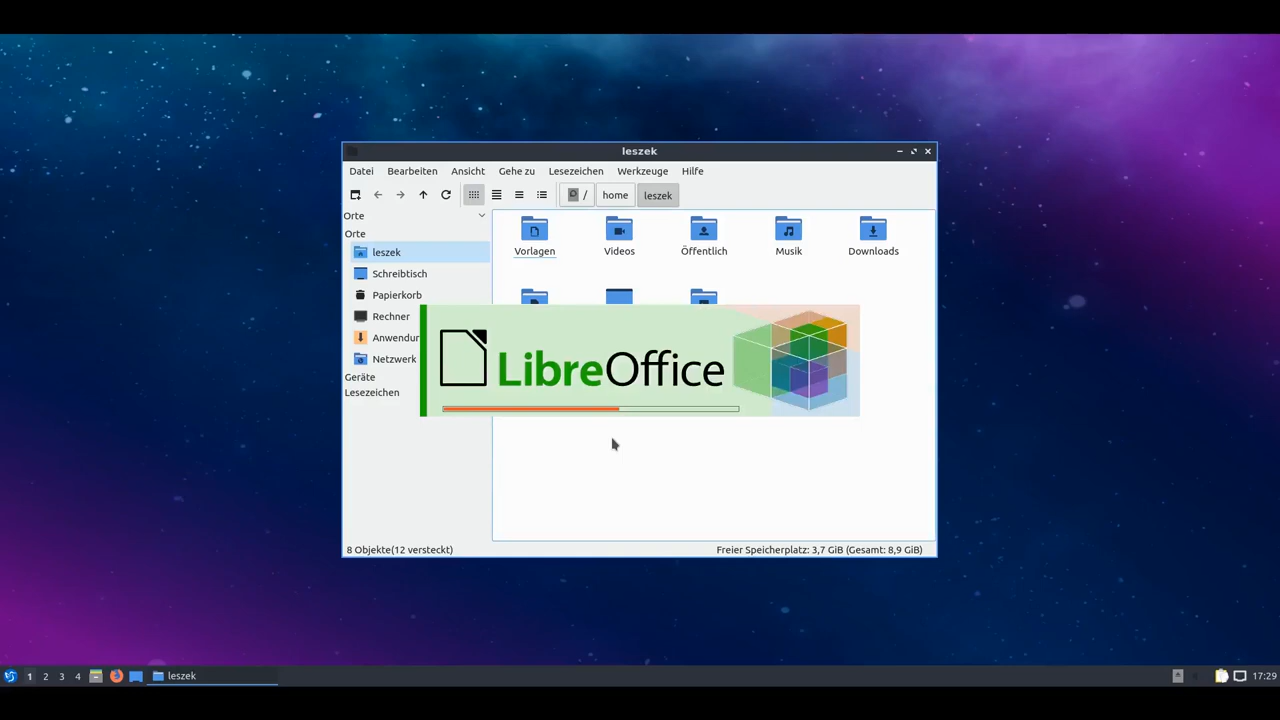 leszek
Datei Bearbeiten Ansicht Gehe zu Lesezeichen Werkzeuge Hilfe
/ home leszek
Orte
Orte
leszek
Schreibtisch
Papierkorb
Rechner
Anwendun
Netzwerk
Geräte
Lesezeichen
Vorlagen Videos Öffentlich Musik Downloads
LibreOffice
8 Objekte(12 versteckt) Freier Speicherplatz: 3,7 GiB (Gesamt: 8,9 GiB)
1 2 3 4 leszek 17:29